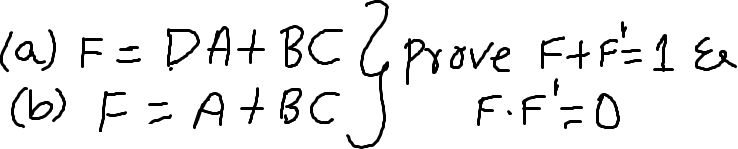 (a) F = DA + BC } prove F+F'=1 &
(b) F = A + BC } F.F'=0